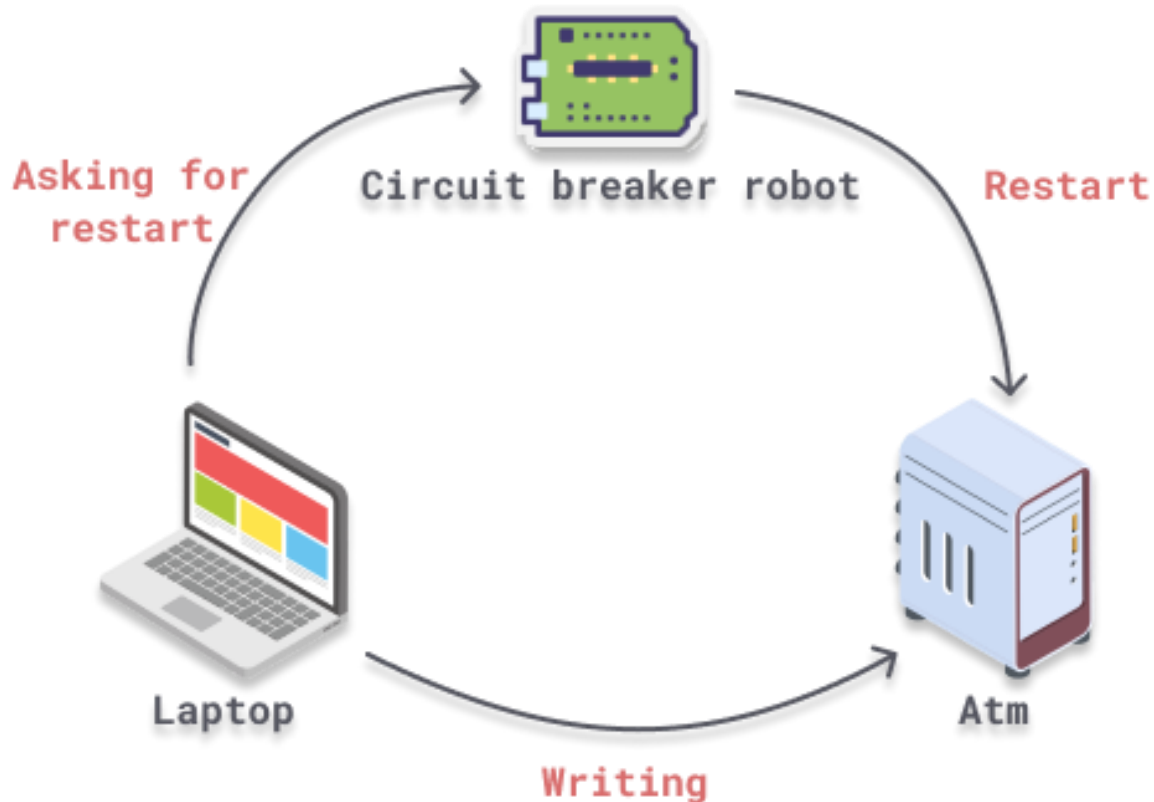 Asking for
restart
Circuit breaker robot
Restart
Laptop
Atm
Writing